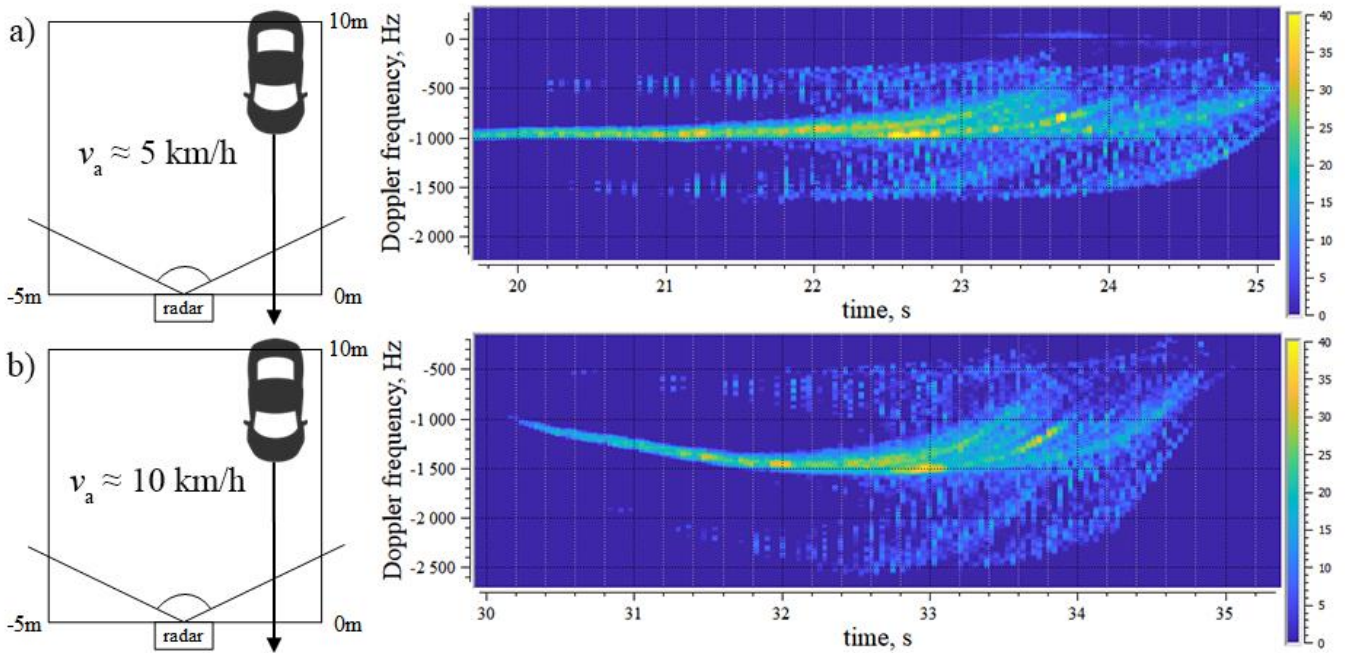 a)
10m
vₐ ≈ 5 km/h
-5m
radar
0m
Doppler frequency, Hz
0
-500
-1 000
-1 500
-2 000
20 21 22 23 24 25
time, s
40
35
30
25
20
15
10
5
0
b)
10m
vₐ ≈ 10 km/h
-5m
radar
0m
Doppler frequency, Hz
-500
-1 000
-1 500
-2 000
-2 500
30 31 32 33 34 35
time, s
40
35
30
25
20
15
10
5
0